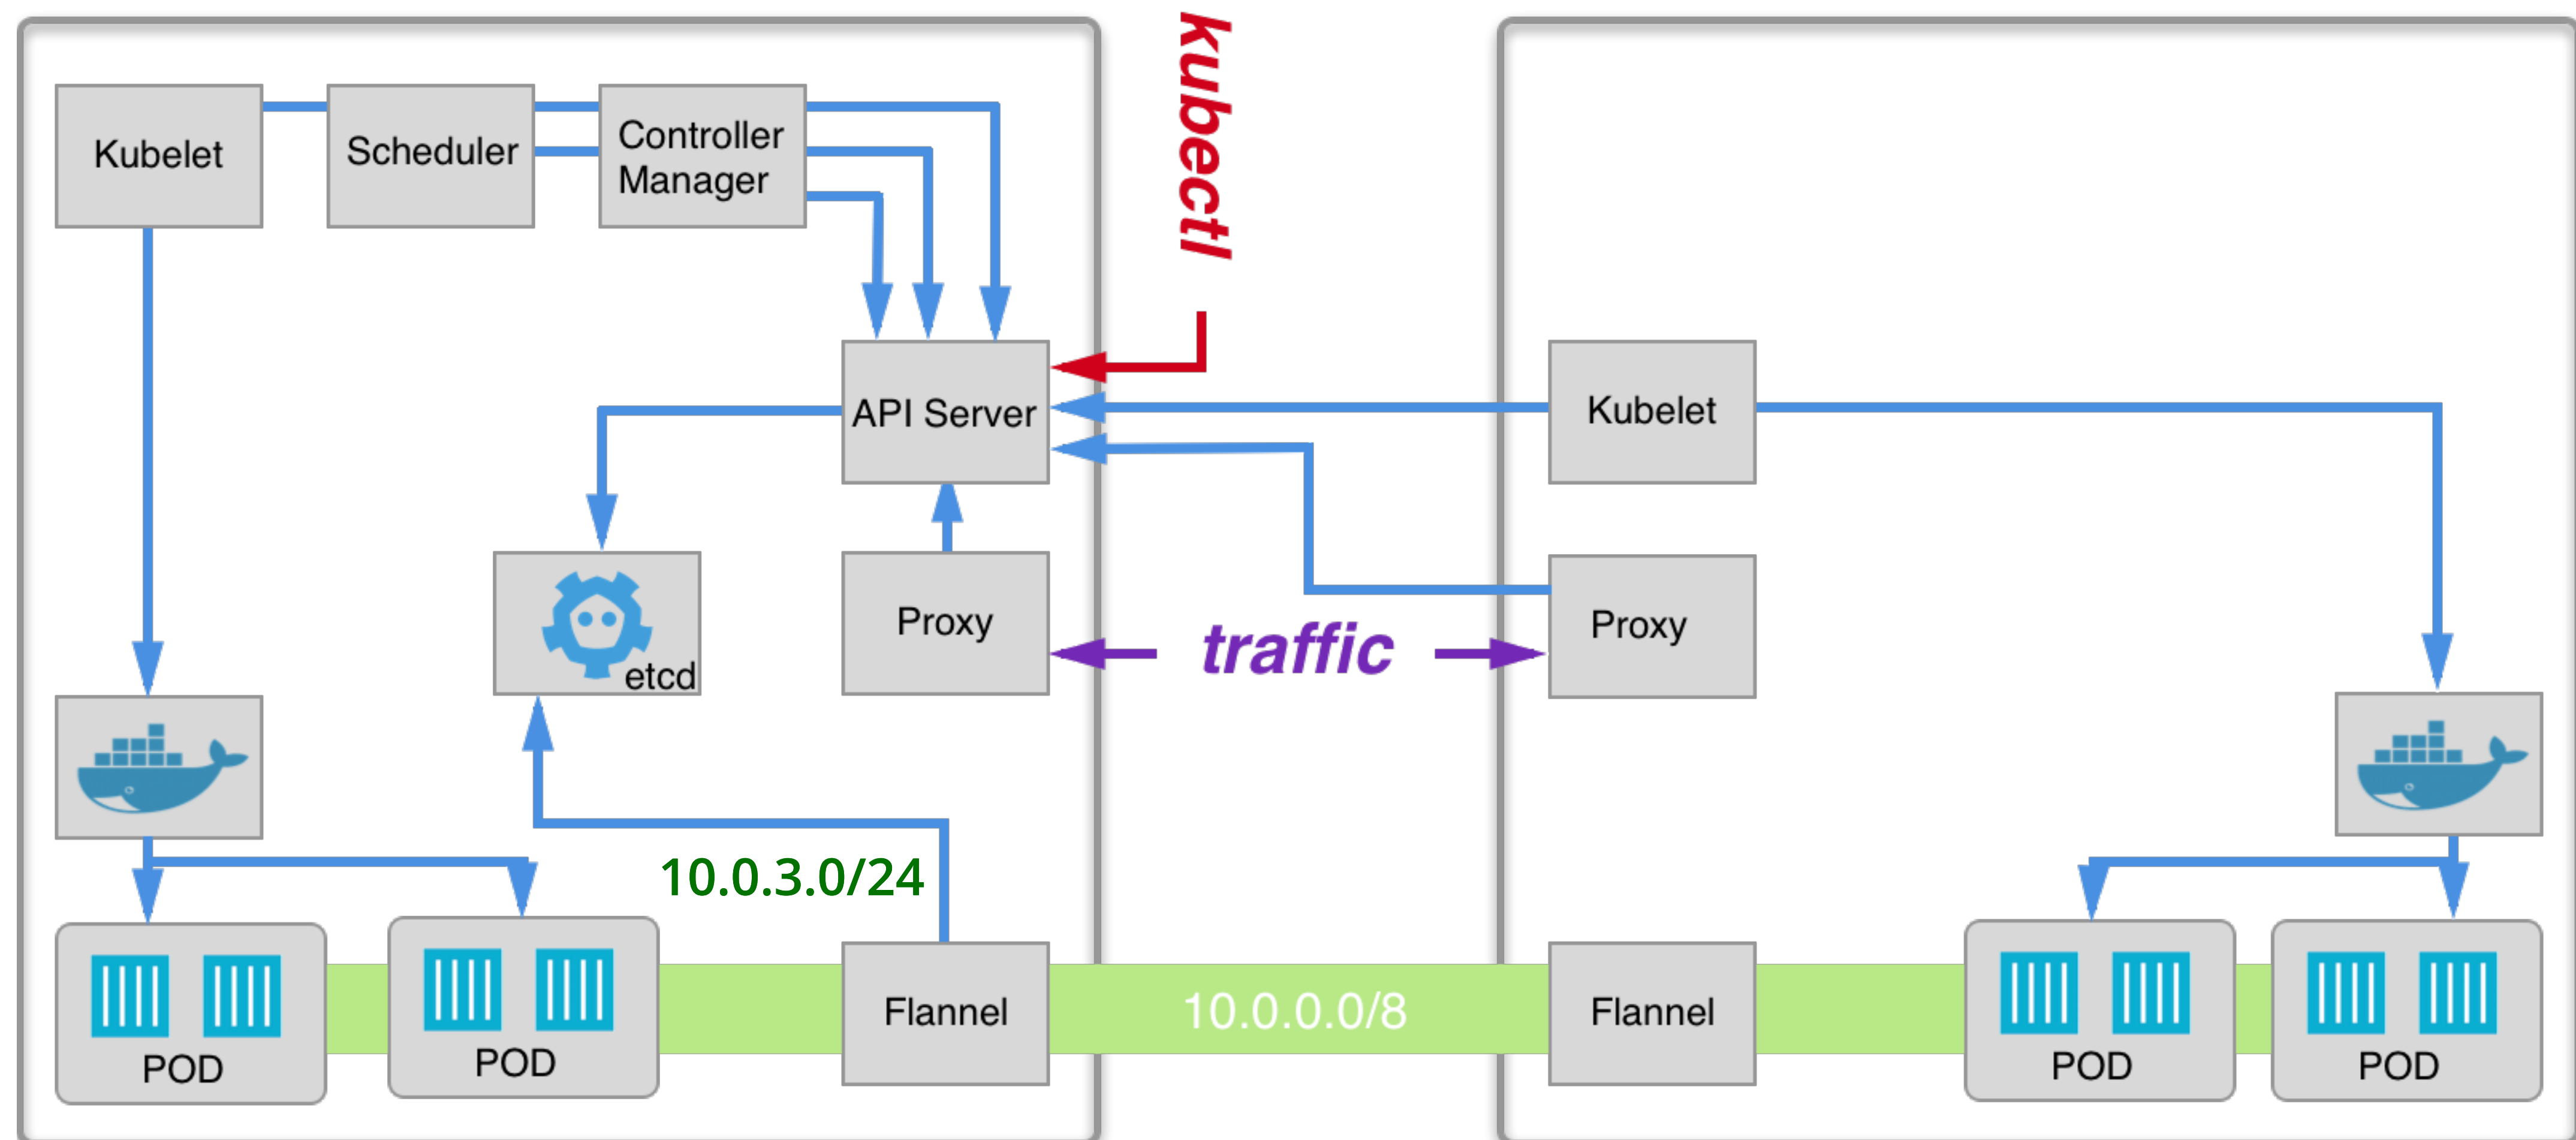 kubectl
Kubelet
Scheduler
Controller
Manager
API Server
Kubelet
etcd
Proxy
traffic
Proxy
10.0.3.0/24
POD
POD
Flannel
10.0.0.0/8
Flannel
POD
POD